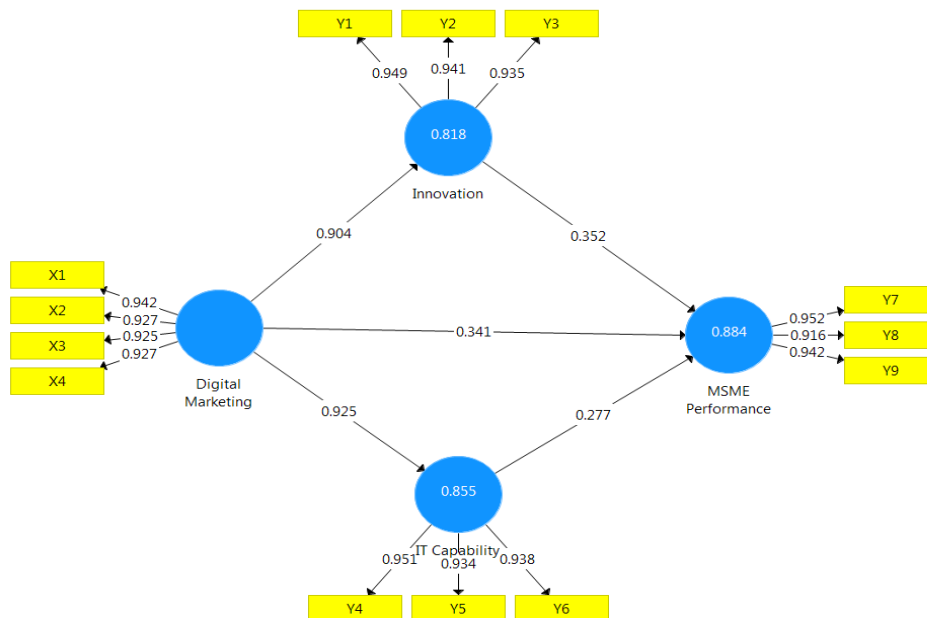 Y1 Y2 Y3
0.949 0.941 0.935
0.818
Innovation
0.904 0.352
X1
X2
X3
X4
0.942
0.927
0.925
0.927
Digital
Marketing
0.341
0.884
MSME
Performance
Y7
Y8
Y9
0.952
0.916
0.942
0.925 0.277
0.855
IT Capability
0.951 0.934 0.938
Y4 Y5 Y6